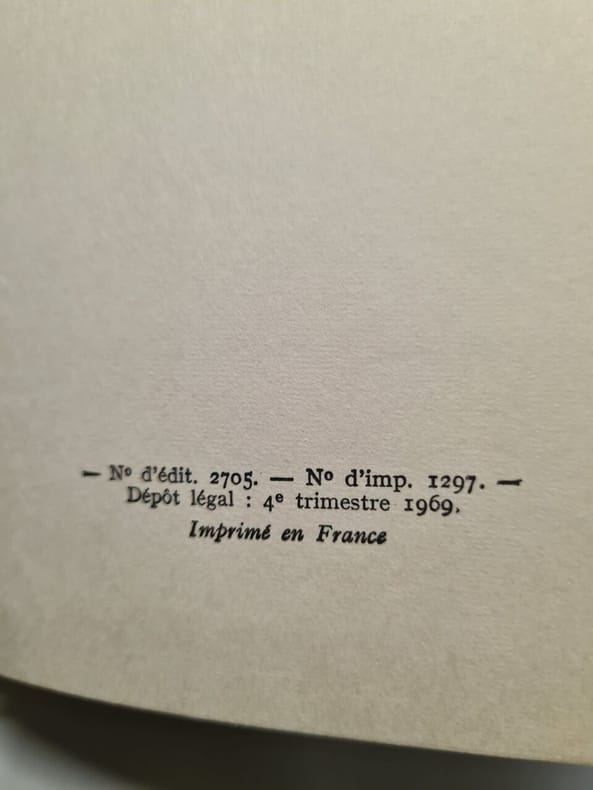 — Nº d'édit. 2705. — Nº d'imp. 1297. —
Dépôt légal : 4e trimestre 1969.
Imprimé en France